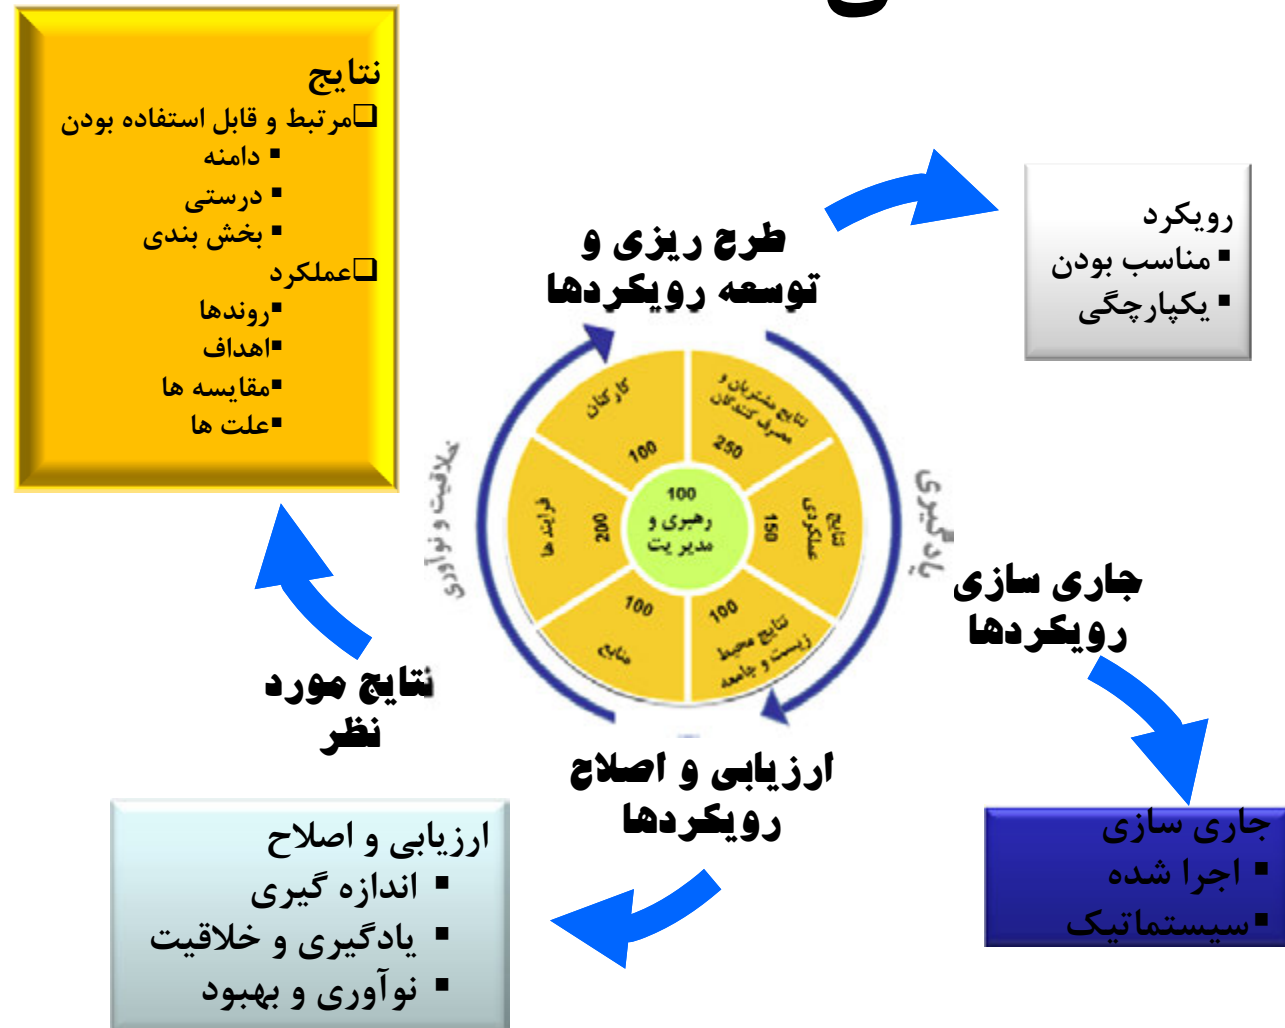 نتایج
❑مرتبط و قابل استفاده بودن
▪ دامنه
▪ درستی
▪ بخش بندی
❑عملکرد
▪روندها
▪اهداف
▪مقایسه ها
▪علت ها
طرح ریزی و
توسعه رویکردها
رویکرد
▪ مناسب بودن
▪ یکپارچگی
کارکنان
100
نتایج مشتریان و
مصرف کنندگان
250
فرایندها
200
100
رهبری و
مدیریت
نتایج
عملکردی
150
منابع
100
نتایج محیط
زیست و جامعه
100
خلاقیت و نوآوری
یادگیری
جاری سازی
رویکردها
نتایج مورد
نظر
ارزیابی و اصلاح
رویکردها
جاری سازی
▪ اجرا شده
▪سیستماتیک
ارزیابی و اصلاح
▪ اندازه گیری
▪ یادگیری و خلاقیت
▪ نوآوری و بهبود